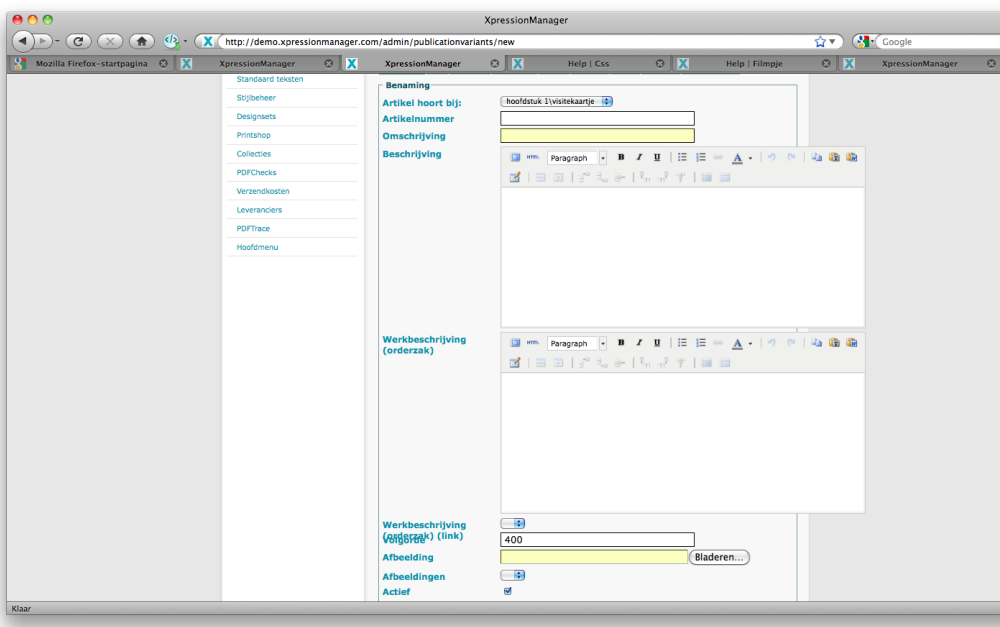 XpressionManager
http://demo.xpressionmanager.com/admin/publicationvariants/new
Google
Mozilla Firefox-startpagina
XpressionManager
XpressionManager
Help | Css
Help | Filmpje
XpressionManager
Standaard teksten
Stijlbeheer
Designsets
Printshop
Collecties
PDFChecks
Verzendkosten
Leveranciers
PDFTrace
Hoofdmenu
Benaming
Artikel hoort bij:
hoofdstuk 1\visitekaartje
Artikelnummer
Omschrijving
Beschrijving
HTML Paragraph B I U A
Werkbeschrijving
(orderzak)
HTML Paragraph B I U A
Werkbeschrijving
(orderzak) (link)
Volgorde
400
Afbeelding
Bladeren...
Afbeeldingen
Actief
Klaar